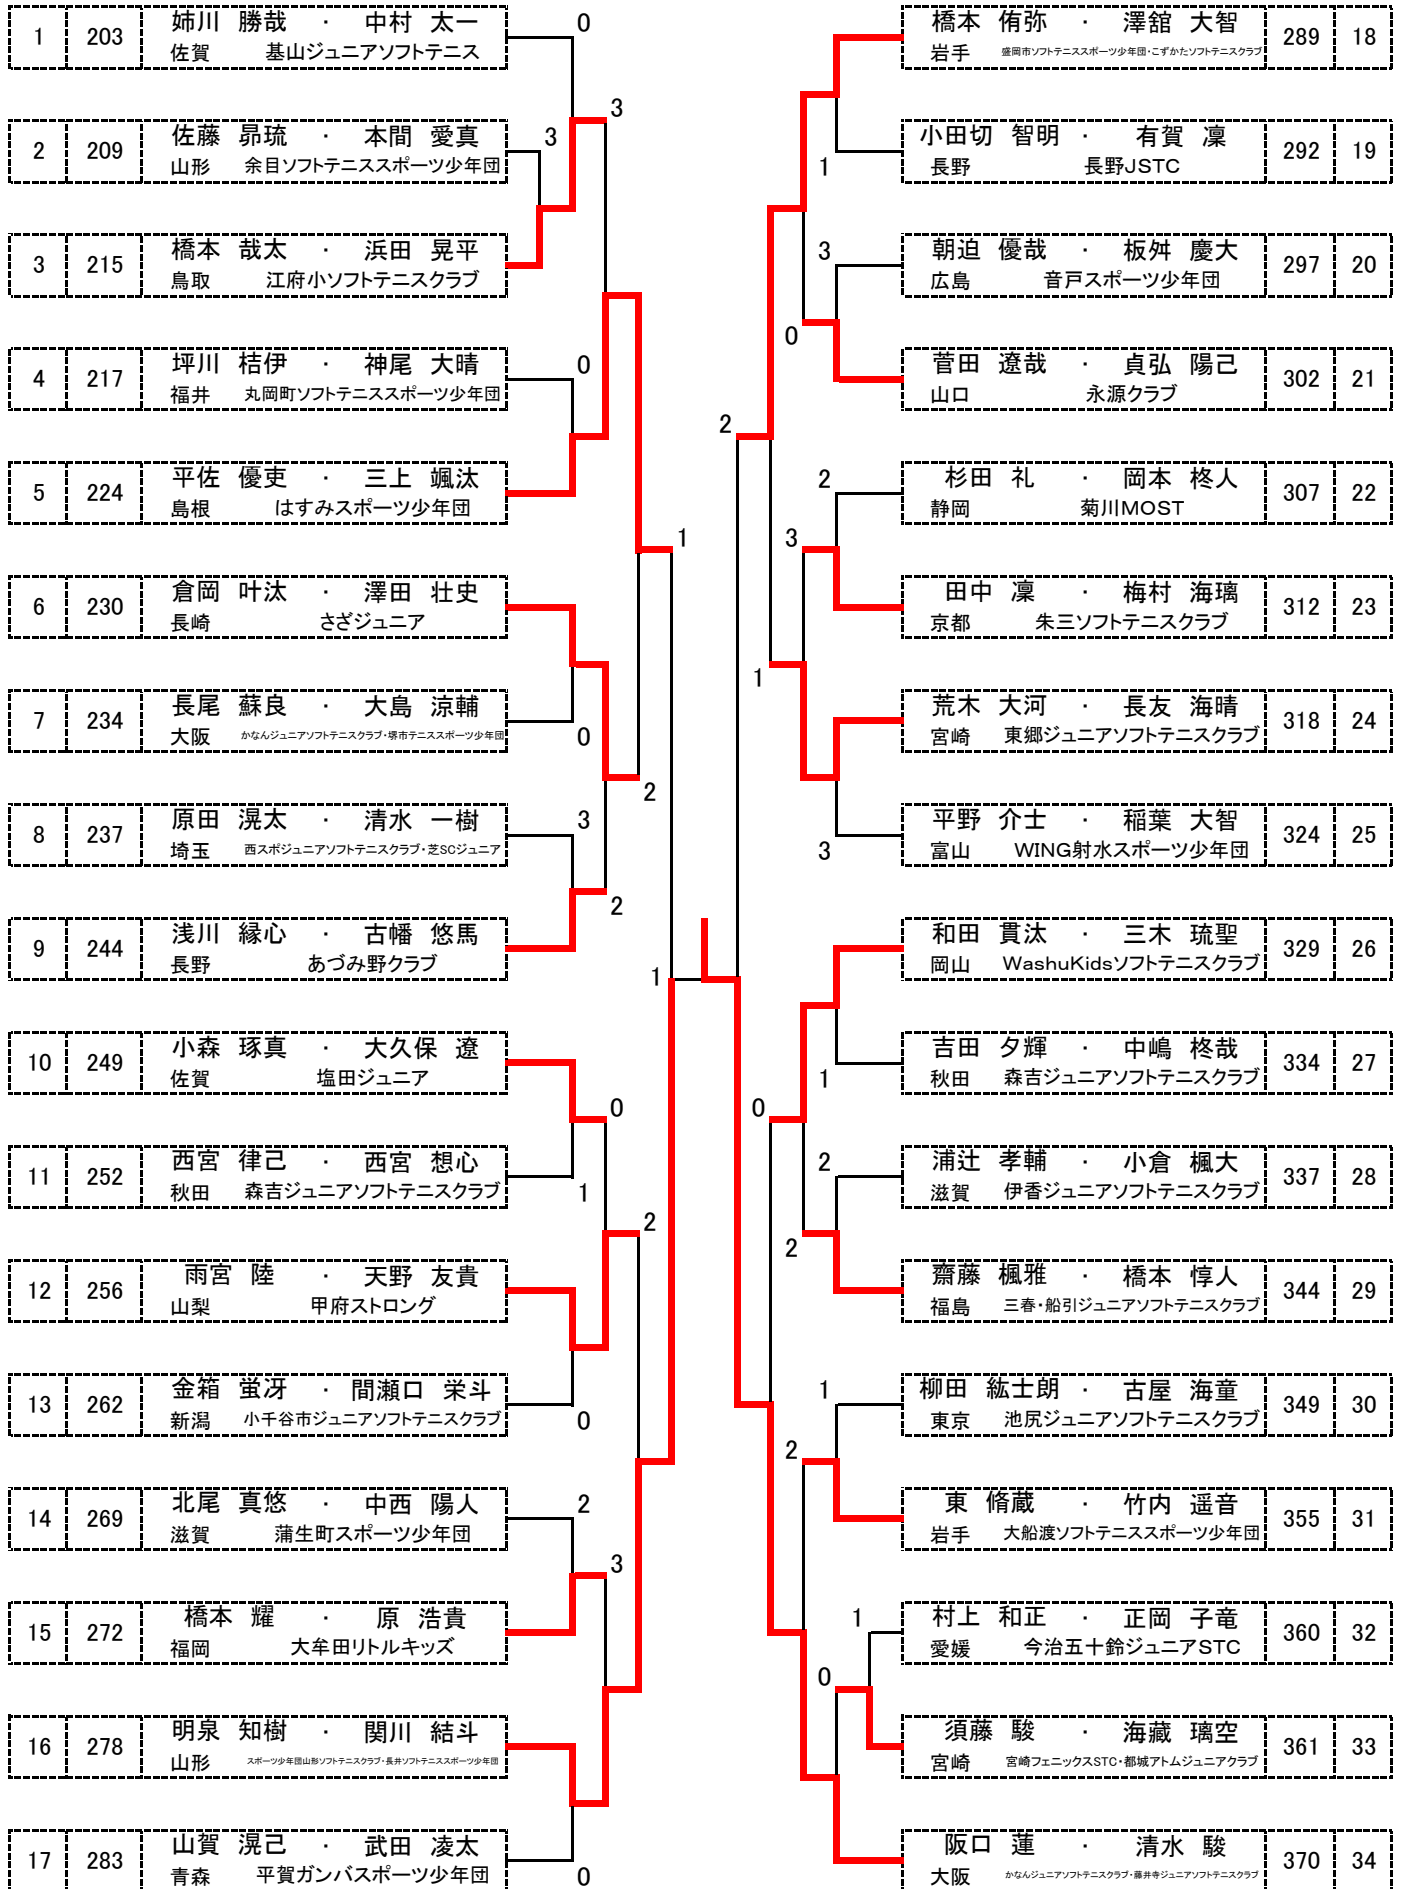 1 203 姉川 勝哉 ・ 中村 太一
佐賀 基山ジュニアソフトテニス
0
3
2 209 佐藤 昴琉 ・ 本間 愛真
山形 余目ソフトテニススポーツ少年団
3
3 215 橋本 哉太 ・ 浜田 晃平
鳥取 江府小ソフトテニスクラブ
4 217 坪川 桔伊 ・ 神尾 大晴
福井 丸岡町ソフトテニススポーツ少年団
0
5 224 平佐 優吏 ・ 三上 颯汰
島根 はすみスポーツ少年団
1
6 230 倉岡 叶汰 ・ 澤田 壮史
長崎 さざジュニア
7 234 長尾 蘇良 ・ 大島 涼輔
大阪 かなんジュニアソフトテニスクラブ・堺市テニススポーツ少年団
0
2
8 237 原田 滉太 ・ 清水 一樹
埼玉 西スポジュニアソフトテニスクラブ・芝SCジュニア
3
2
9 244 浅川 縁心 ・ 古幡 悠馬
長野 あづみ野クラブ
1
10 249 小森 琢真 ・ 大久保 遼
佐賀 塩田ジュニア
0
11 252 西宮 律己 ・ 西宮 想心
秋田 森吉ジュニアソフトテニスクラブ
1
2
12 256 雨宮 陸 ・ 天野 友貴
山梨 甲府ストロング
13 262 金箱 蛍冴 ・ 間瀬口 栄斗
新潟 小千谷市ジュニアソフトテニスクラブ
0
14 269 北尾 真悠 ・ 中西 陽人
滋賀 蒲生町スポーツ少年団
2
3
15 272 橋本 耀 ・ 原 浩貴
福岡 大牟田リトルキッズ
16 278 明泉 知樹 ・ 関川 結斗
山形 スポーツ少年団山形ソフトテニスクラブ・長井ソフトテニススポーツ少年団
17 283 山賀 滉己 ・ 武田 凌太
青森 平賀ガンバスポーツ少年団
0
橋本 侑弥 ・ 澤舘 大智 289 18
岩手 盛岡市ソフトテニススポーツ少年団・こずかたソフトテニスクラブ
小田切 智明 ・ 有賀 凜 292 19
長野 長野JSTC
1
朝迫 優哉 ・ 板舛 慶大 297 20
広島 音戸スポーツ少年団
3
0
菅田 遼哉 ・ 貞弘 陽己 302 21
山口 永源クラブ
2
杉田 礼 ・ 岡本 柊人 307 22
静岡 菊川MOST
2
3
田中 凜 ・ 梅村 海璃 312 23
京都 朱三ソフトテニスクラブ
1
荒木 大河 ・ 長友 海晴 318 24
宮崎 東郷ジュニアソフトテニスクラブ
平野 介士 ・ 稲葉 大智 324 25
富山 WING射水スポーツ少年団
3
和田 貫汰 ・ 三木 琉聖 329 26
岡山 WashuKidsソフトテニスクラブ
吉田 夕輝 ・ 中嶋 柊哉 334 27
秋田 森吉ジュニアソフトテニスクラブ
1
0
浦辻 孝輔 ・ 小倉 楓大 337 28
滋賀 伊香ジュニアソフトテニスクラブ
2
2
齋藤 楓雅 ・ 橋本 惇人 344 29
福島 三春・船引ジュニアソフトテニスクラブ
柳田 紘士朗 ・ 古屋 海童 349 30
東京 池尻ジュニアソフトテニスクラブ
1
2
東 脩蔵 ・ 竹内 遥音 355 31
岩手 大船渡ソフトテニススポーツ少年団
村上 和正 ・ 正岡 子竜 360 32
愛媛 今治五十鈴ジュニアSTC
1
0
須藤 駿 ・ 海蔵 璃空 361 33
宮崎 宮崎フェニックスSTC・都城アトムジュニアクラブ
阪口 蓮 ・ 清水 駿 370 34
大阪 かなんジュニアソフトテニスクラブ・藤井寺ジュニアソフトテニスクラブ